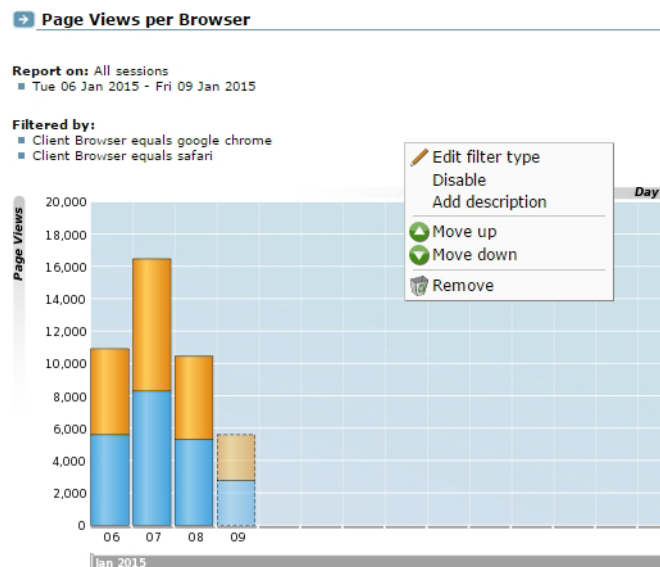 Page Views per Browser
Report on: All sessions
Tue 06 Jan 2015 - Fri 09 Jan 2015
Filtered by:
Client Browser equals google chrome
Client Browser equals safari
Edit filter type
Disable
Add description
Move up
Move down
Remove
Day
Page Views
20,000
18,000
16,000
14,000
12,000
10,000
8,000
6,000
4,000
2,000
0
06 07 08 09
Jan 2015